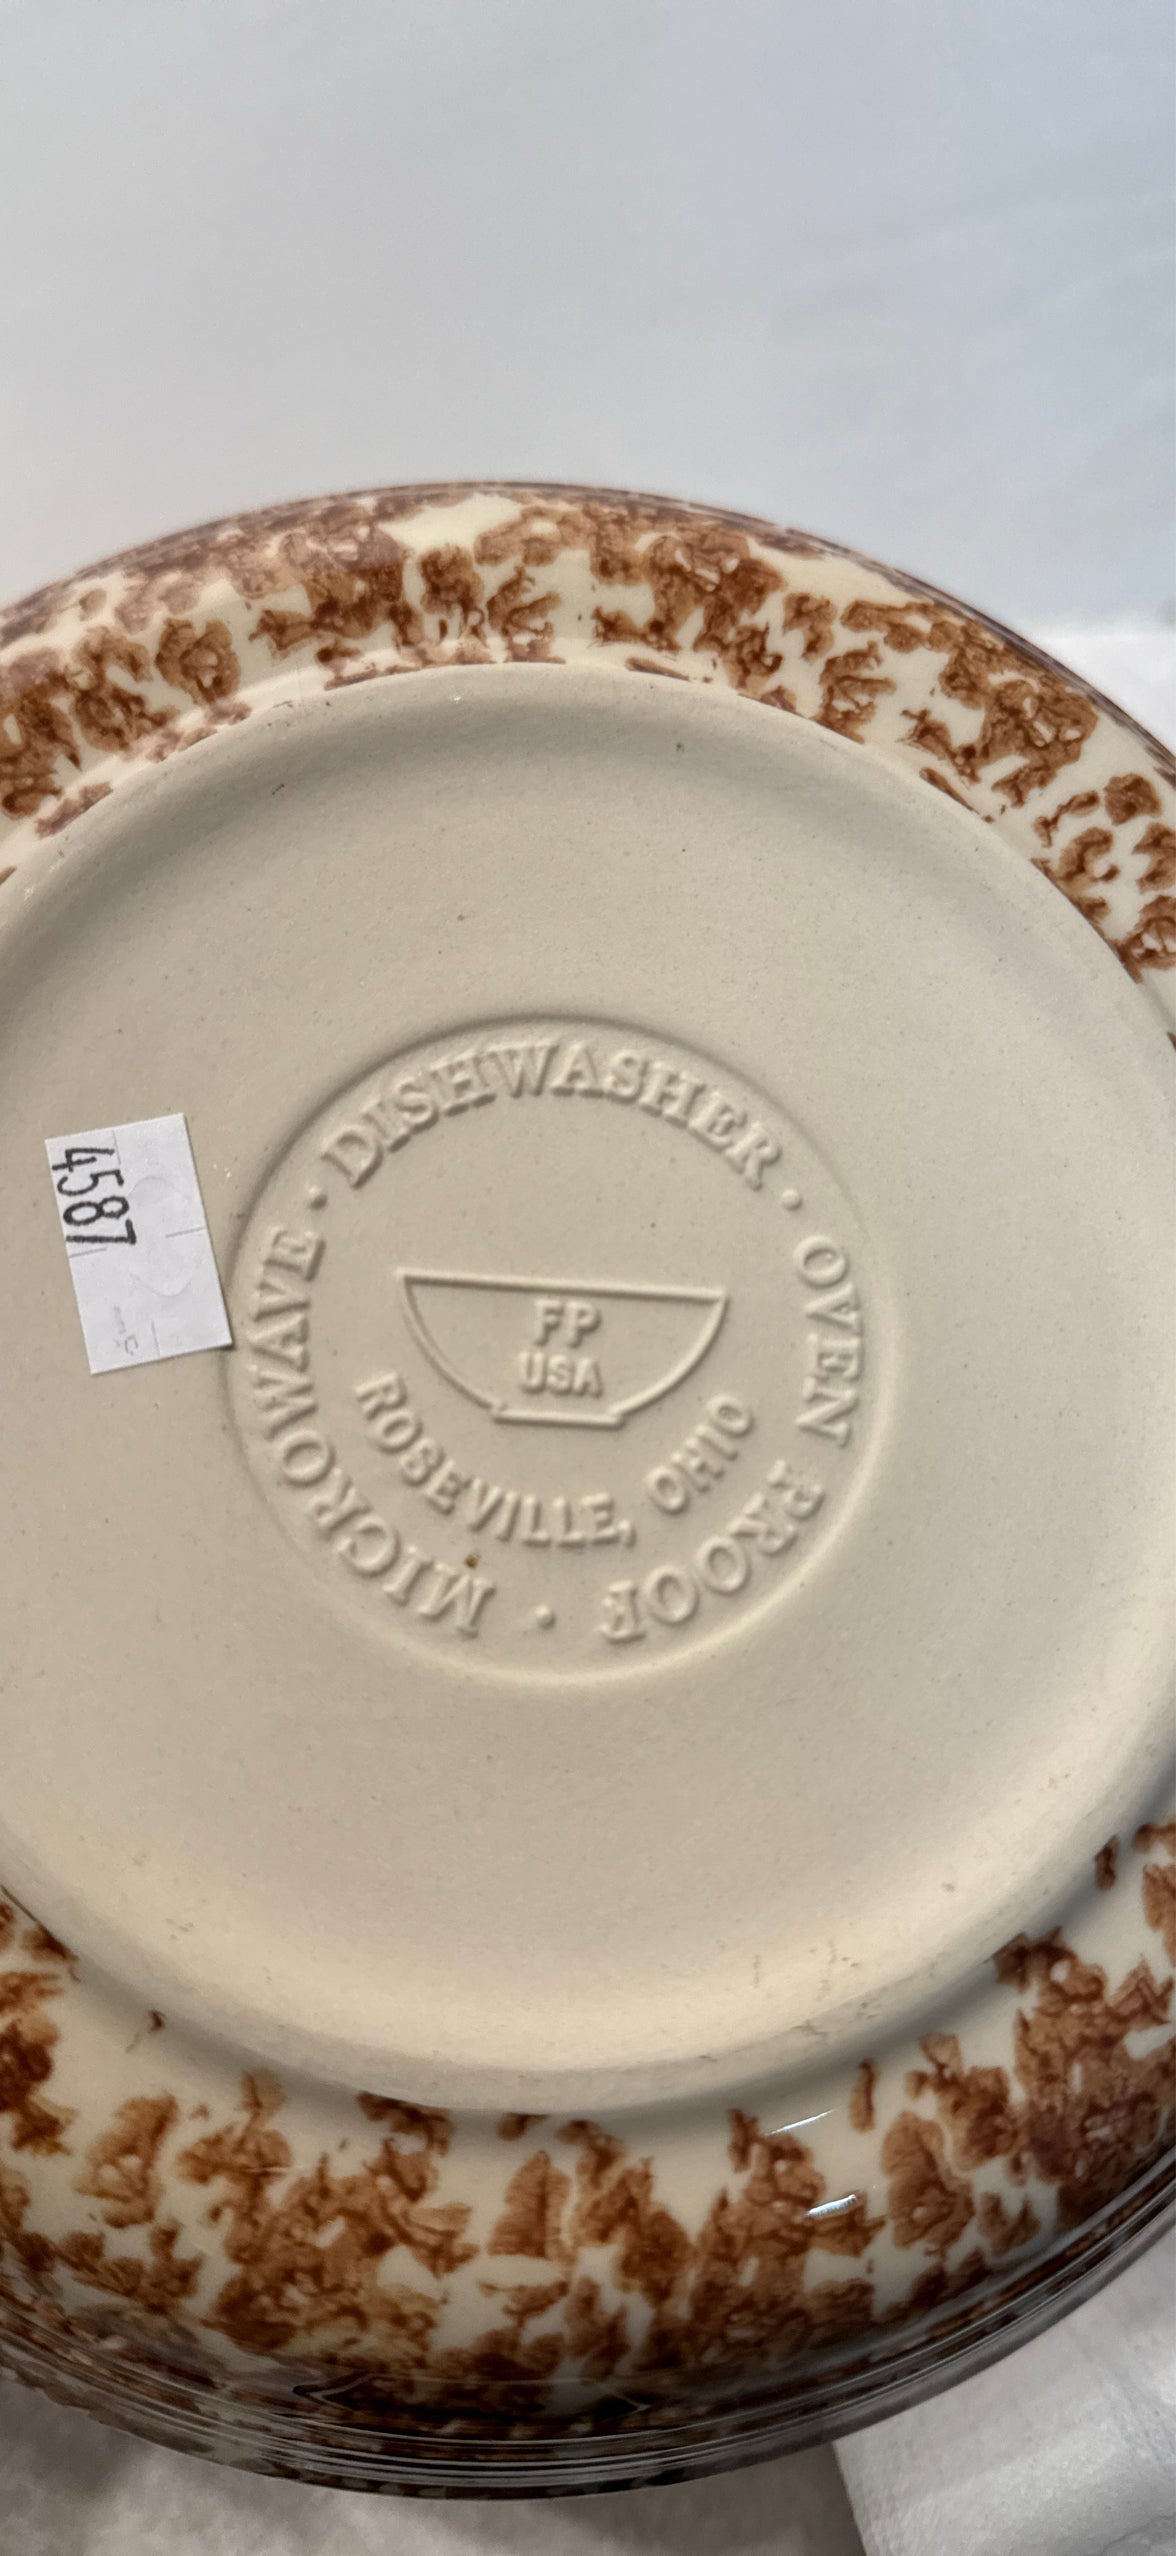 4587
DISHWASHER · OVEN PROOF · MICROWAVE ·
FP
USA
ROSEVILLE, OHIO